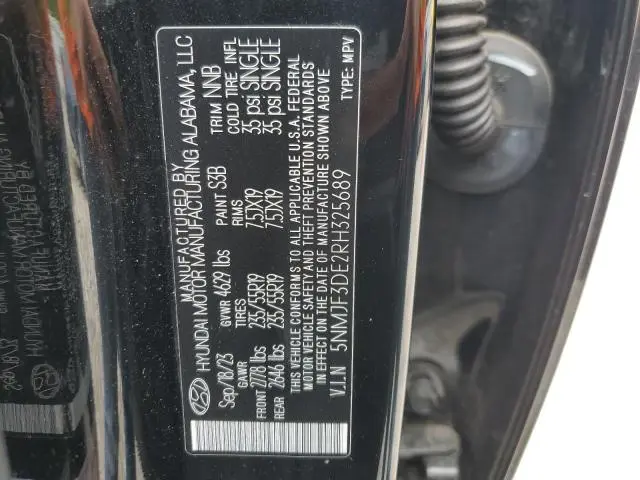 MANUFACTURED BY
HYUNDAI MOTOR MANUFACTURING ALABAMA, LLC
Sep/18/23 GVWR 4629 lbs PAINT S3B TRIM NNB
GAWR TIRES RIMS COLD TIRE INFL
FRONT 2778 lbs 235/55R19 7.5JX19 35 psi SINGLE
REAR 2646 lbs 235/55R19 7.5JX19 35 psi SINGLE
THIS VEHICLE CONFORMS TO ALL APPLICABLE U.S.A. FEDERAL
MOTOR VEHICLE SAFETY AND THEFT PREVENTION STANDARDS
IN EFFECT ON THE DATE OF MANUFACTURE SHOWN ABOVE
V.I.N 5NMJF3DE2RH325689 TYPE: MPV